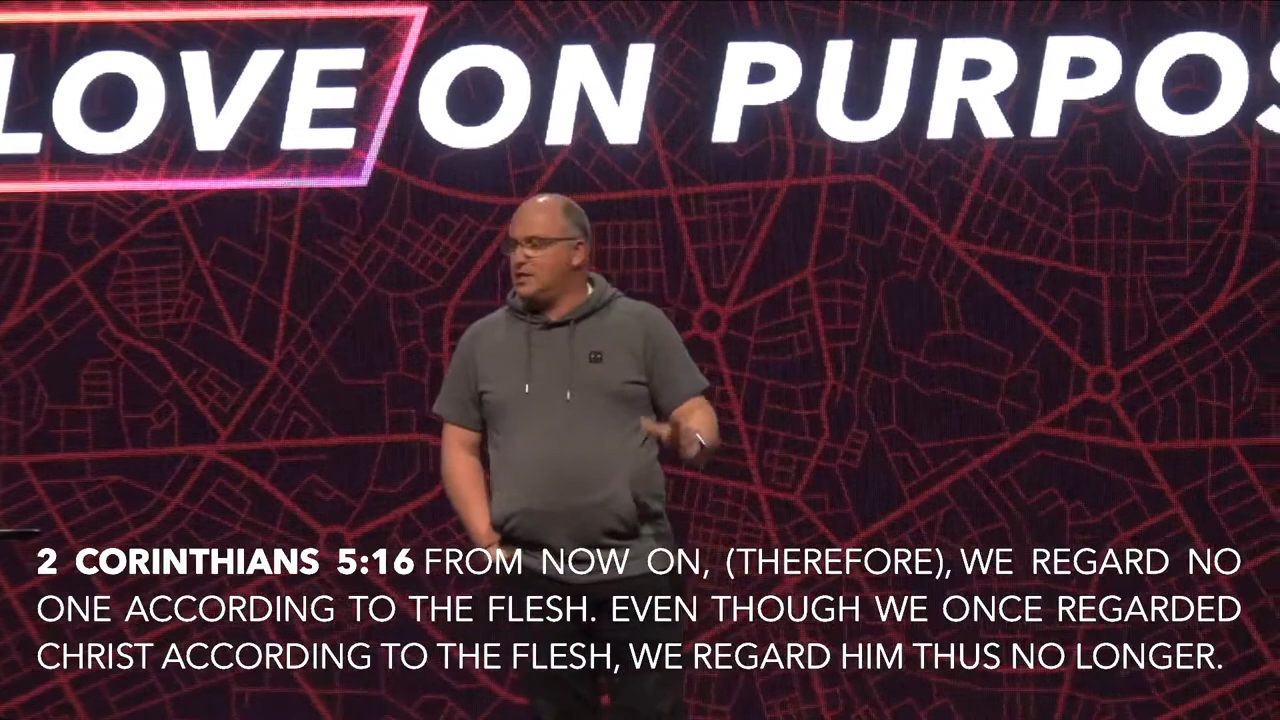 LOVE ON PURPOS
2 CORINTHIANS 5:16 FROM NOW ON, (THEREFORE), WE REGARD NO
ONE ACCORDING TO THE FLESH. EVEN THOUGH WE ONCE REGARDED
CHRIST ACCORDING TO THE FLESH, WE REGARD HIM THUS NO LONGER.